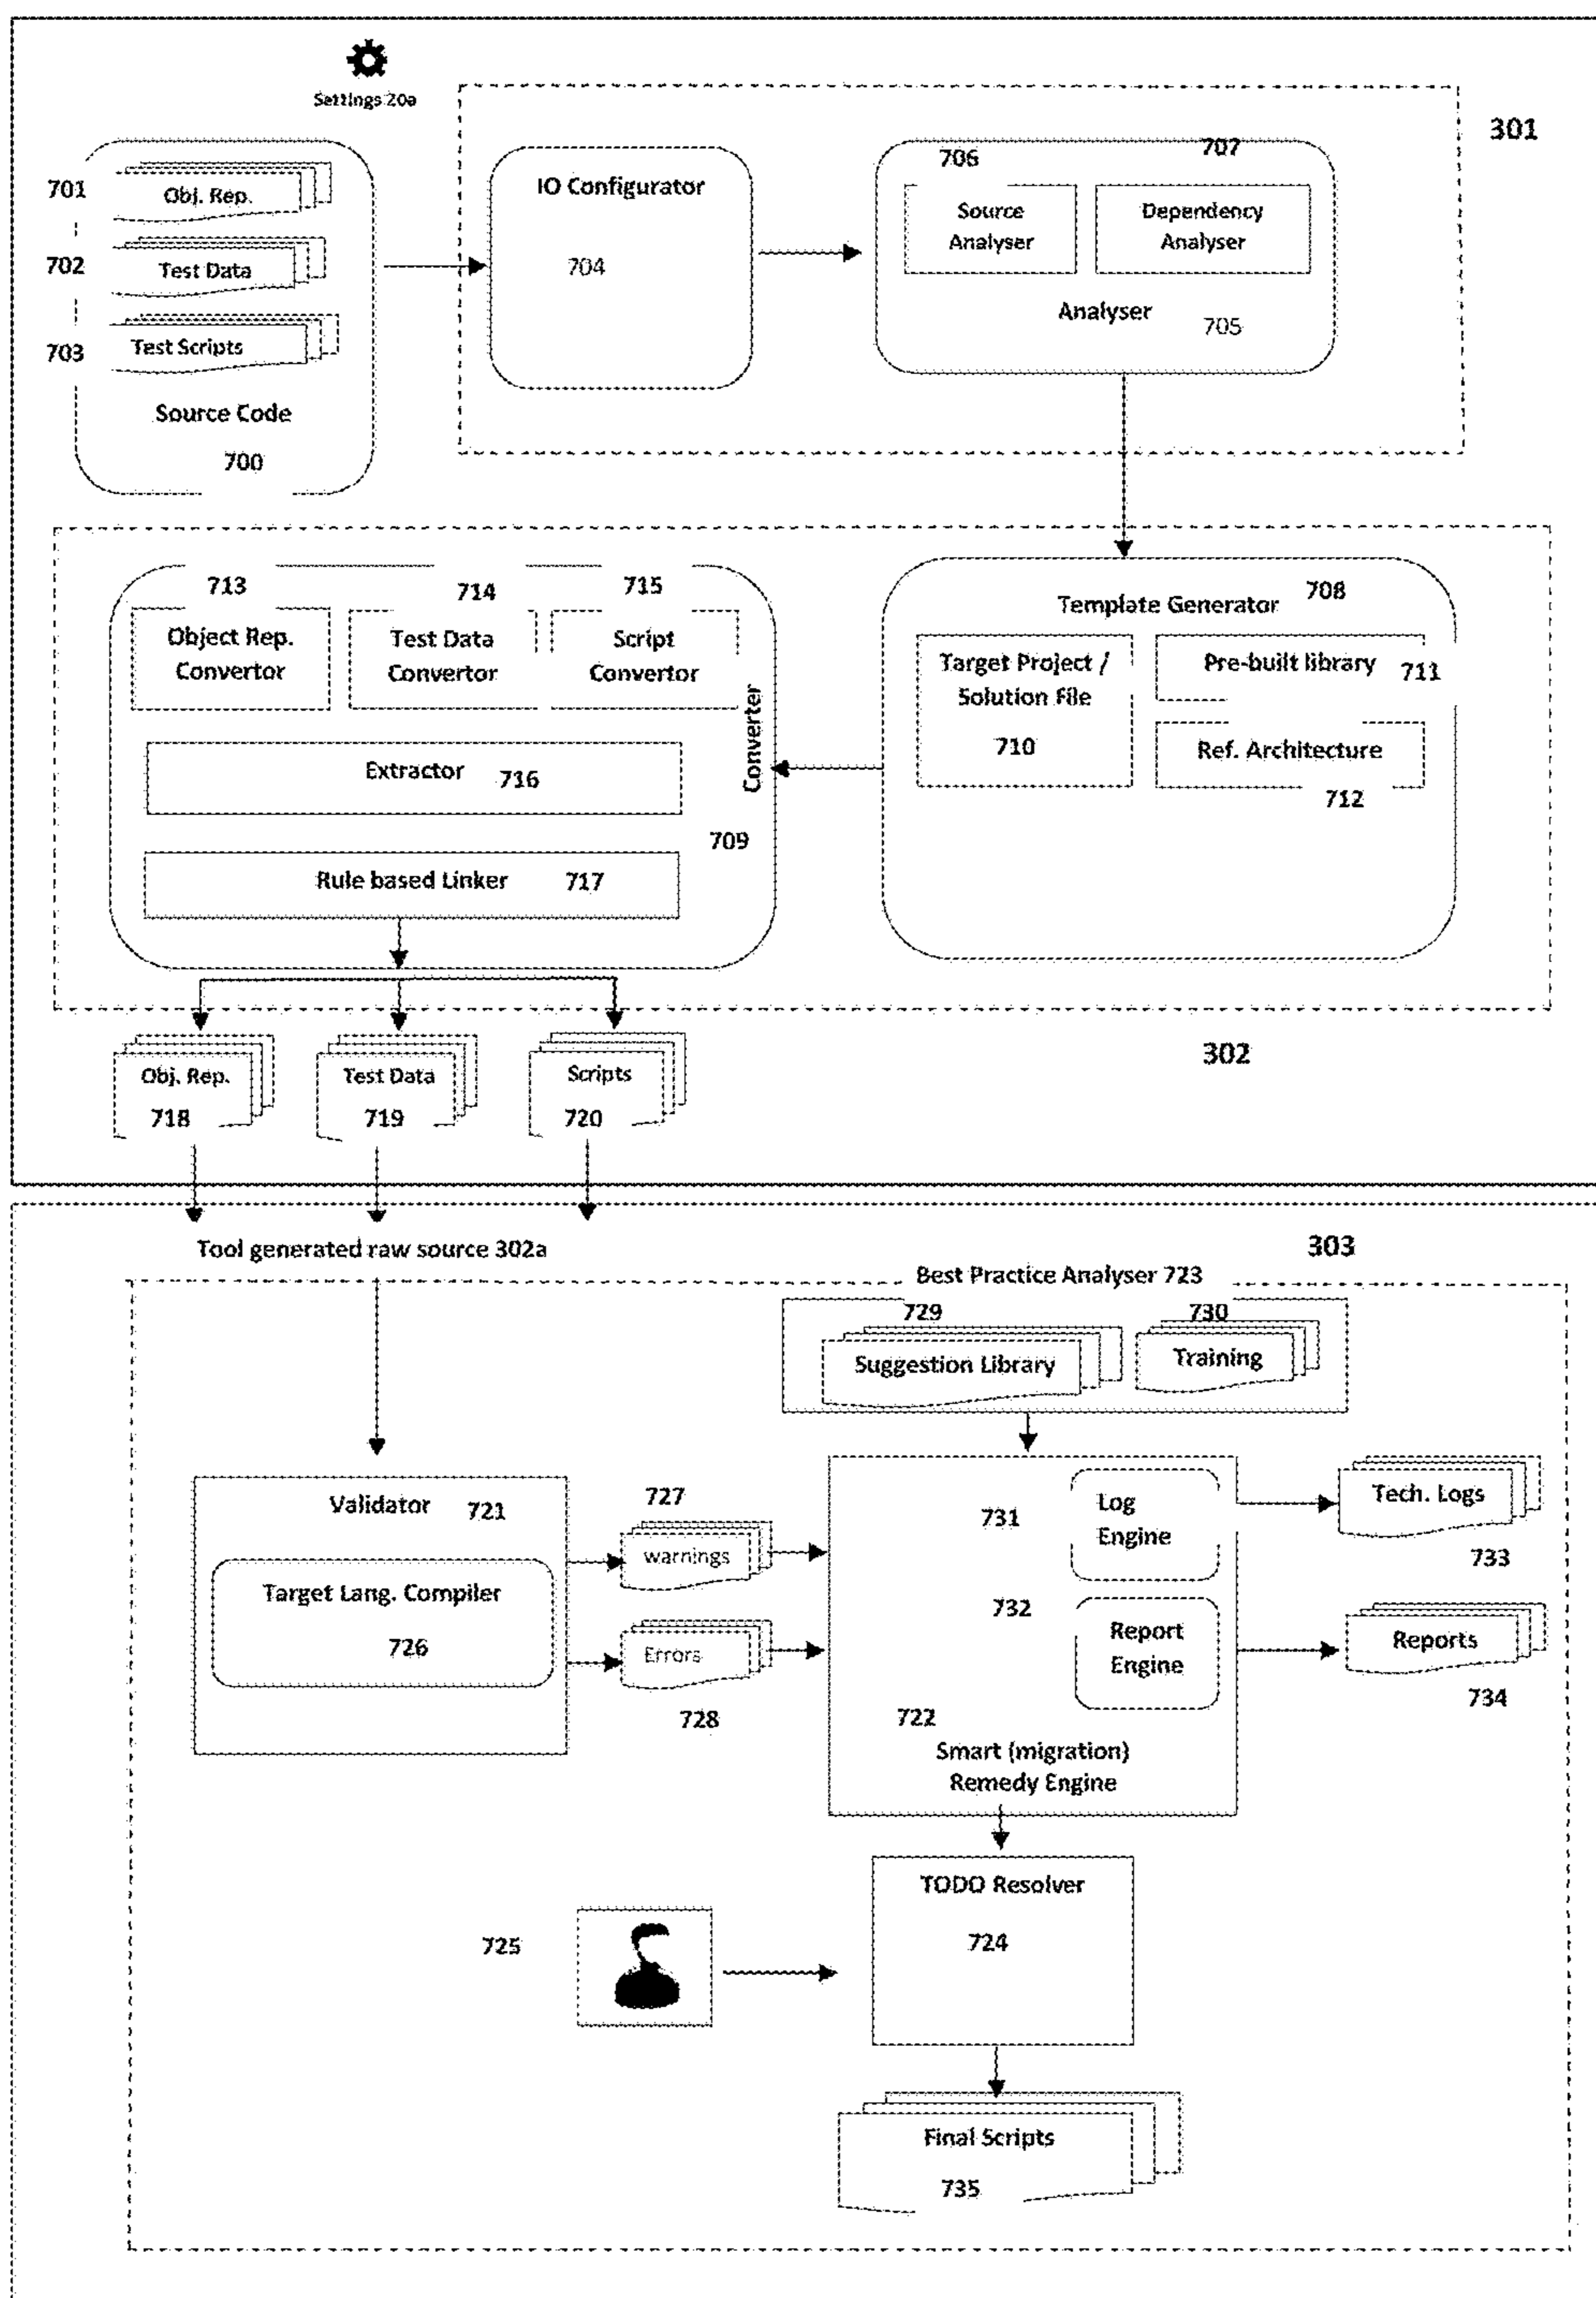 Settings 20a
301
701
Obj. Rep.
702
Test Data
703
Test Scripts
Source Code
700
IO Configurator
704
706
707
Source
Analyser
Dependency
Analyser
Analyser
705
713
714
715
Object Rep.
Convertor
Test Data
Convertor
Script
Convertor
Converter
Extractor
716
709
Rule based Linker
717
708
Template Generator
Target Project /
Solution File
710
Pre-built library
711
Ref. Architecture
712
302
Obj. Rep.
718
Test Data
719
Scripts
720
Tool generated raw source 302a
303
Best Practice Analyser 723
729
730
Suggestion Library
Training
Validator
721
Target Lang. Compiler
726
727
warnings
Errors
728
731
Log
Engine
732
Report
Engine
722
Smart (migration)
Remedy Engine
Tech. Logs
733
Reports
734
TODO Resolver
724
725
Final Scripts
735